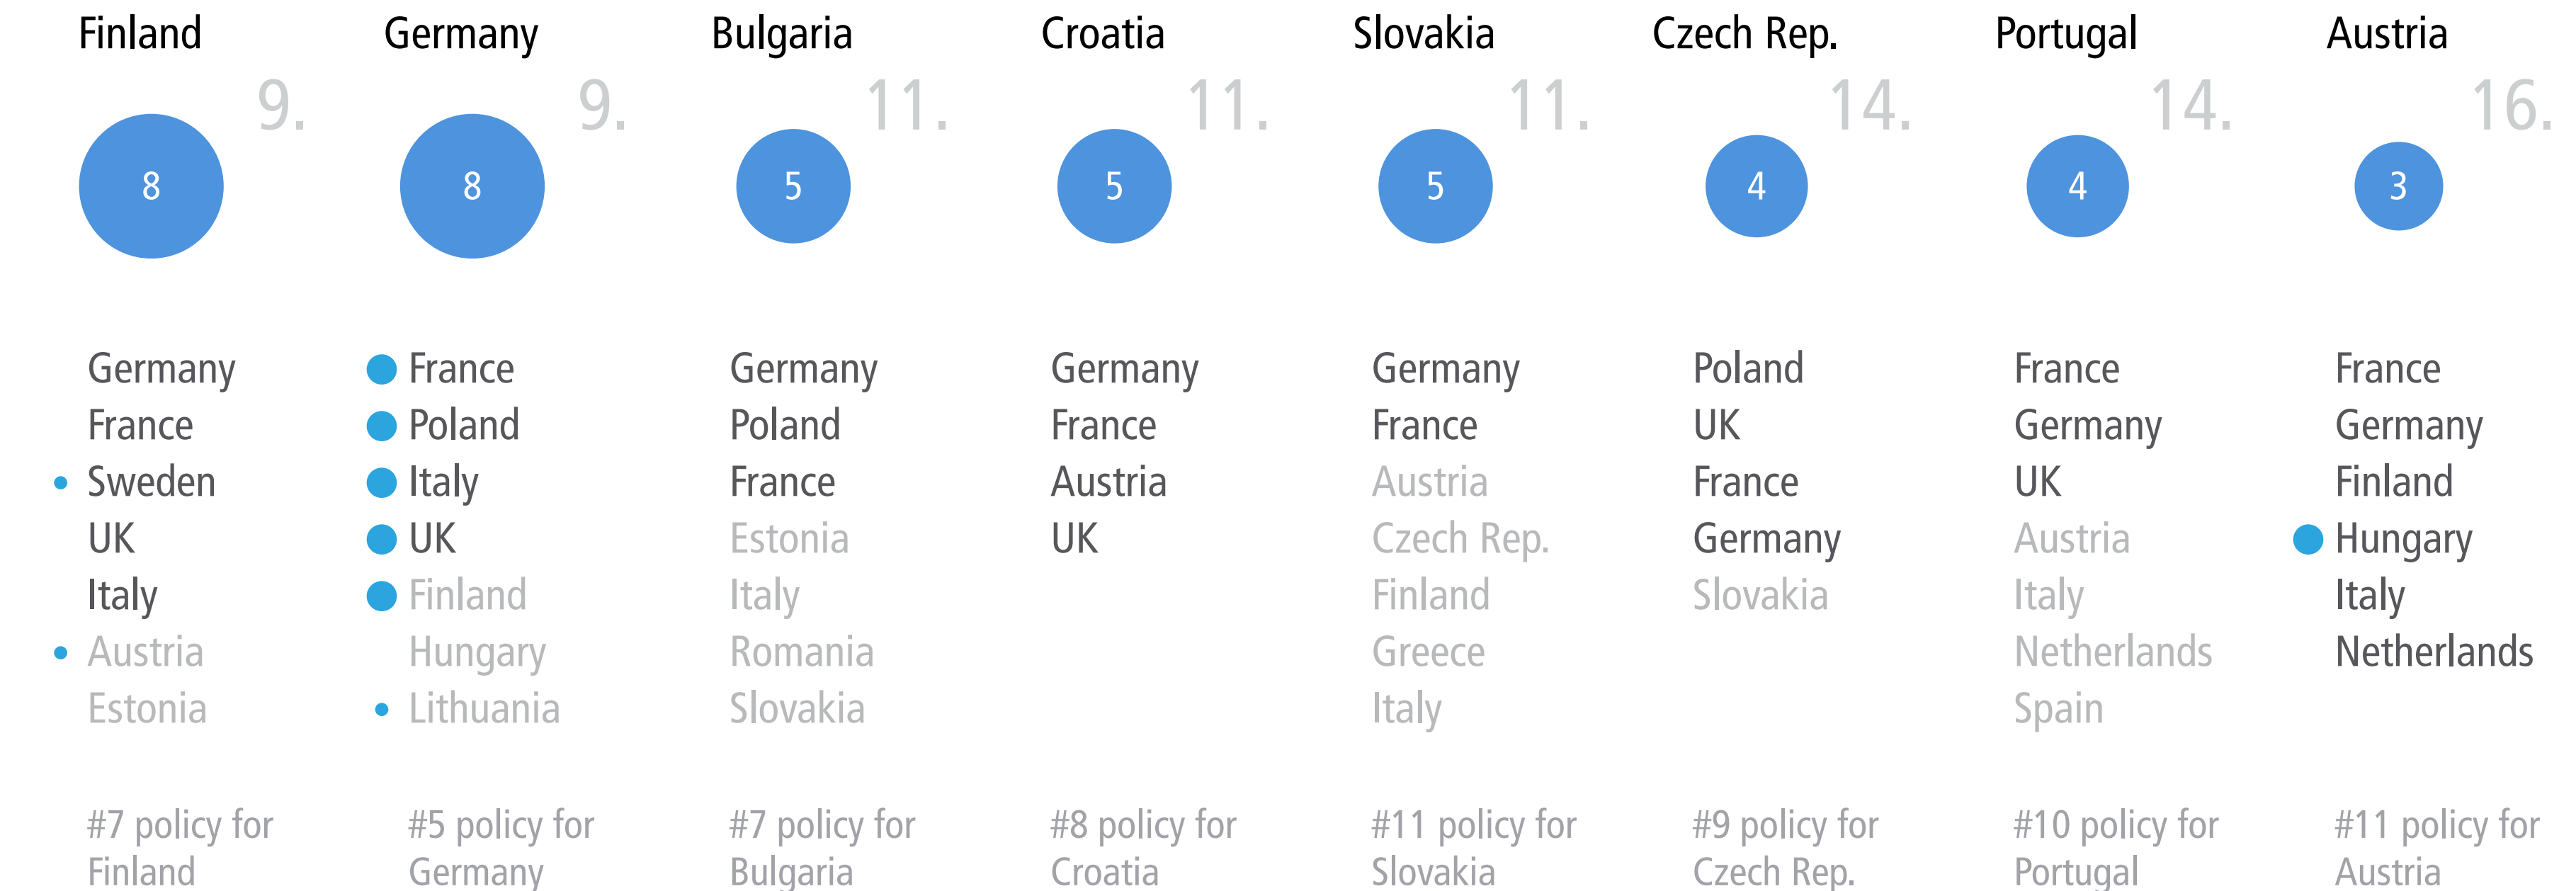 Finland
9.
8
Germany
France
Sweden
UK
Italy
Austria
Estonia
#7 policy for
Finland
Germany
9.
8
France
Poland
Italy
UK
Finland
Hungary
Lithuania
#5 policy for
Germany
Bulgaria
11.
5
Germany
Poland
France
Estonia
Italy
Romania
Slovakia
#7 policy for
Bulgaria
Croatia
11.
5
Germany
France
Austria
UK
#8 policy for
Croatia
Slovakia
11.
5
Germany
France
Austria
Czech Rep.
Finland
Greece
Italy
#11 policy for
Slovakia
Czech Rep.
14.
4
Poland
UK
France
Germany
Slovakia
#9 policy for
Czech Rep.
Portugal
14.
4
France
Germany
UK
Austria
Italy
Netherlands
Spain
#10 policy for
Portugal
Austria
16.
3
France
Germany
Finland
Hungary
Italy
Netherlands
#11 policy for
Austria